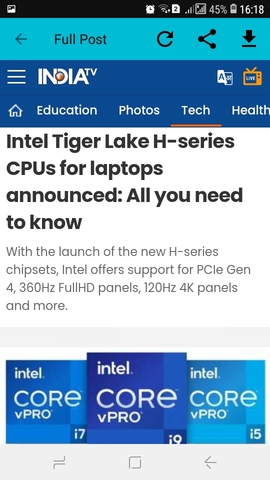 45% 16:18
Full Post
INDIA TV
LIVE
Education Photos Tech Health
Intel Tiger Lake H-series
CPUs for laptops
announced: All you need
to know
With the launch of the new H-series
chipsets, Intel offers support for PCIe Gen
4, 360Hz FullHD panels, 120Hz 4K panels
and more.
intel. intel. intel.
CORE CORE CORE
vPRO vPRO vPRO
i7 i9 i5